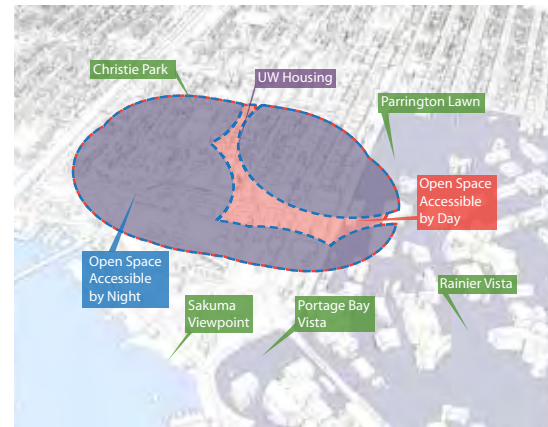 Christie Park
UW Housing
Parrington Lawn
Open Space
Accessible
by Day
Open Space
Accessible
by Night
Rainier Vista
Sakuma
Viewpoint
Portage Bay
Vista